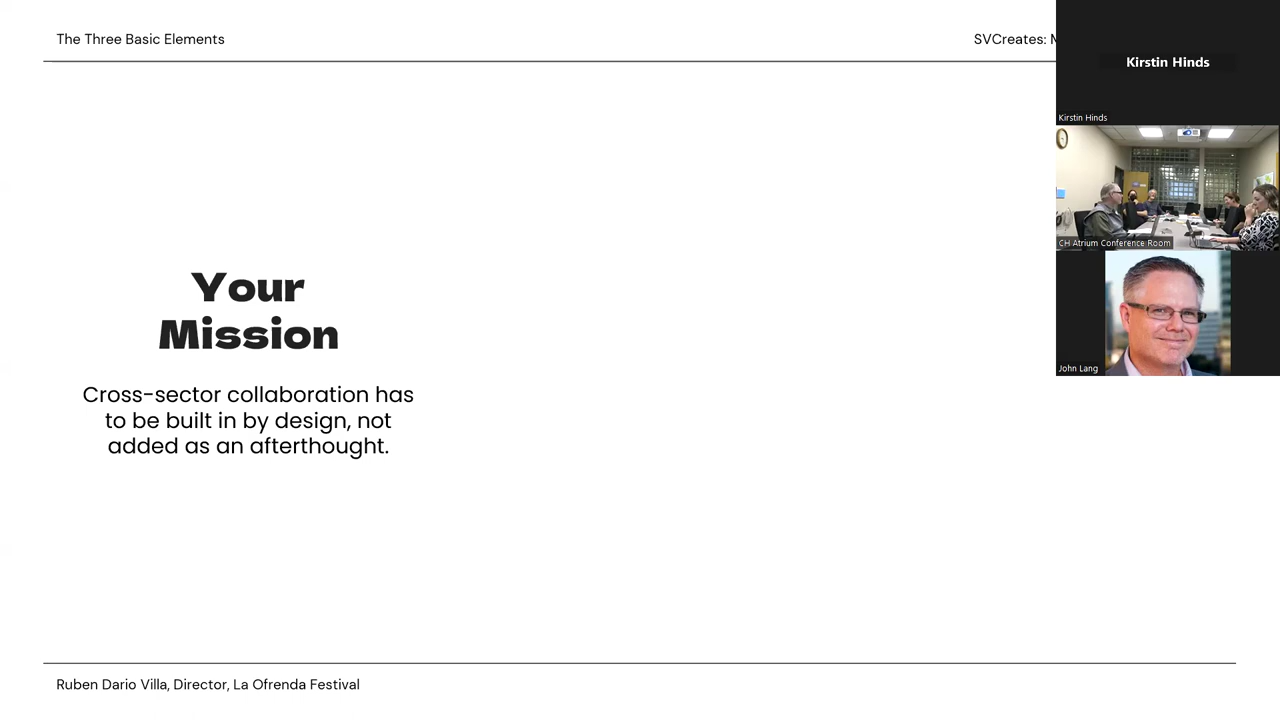 The Three Basic Elements
SVCreates:
Kirstin Hinds
Kirstin Hinds
CH Atrium Conference Room
John Lang
Your
Mission
Cross-sector collaboration has
to be built in by design, not
added as an afterthought.
Ruben Dario Villa, Director, La Ofrenda Festival